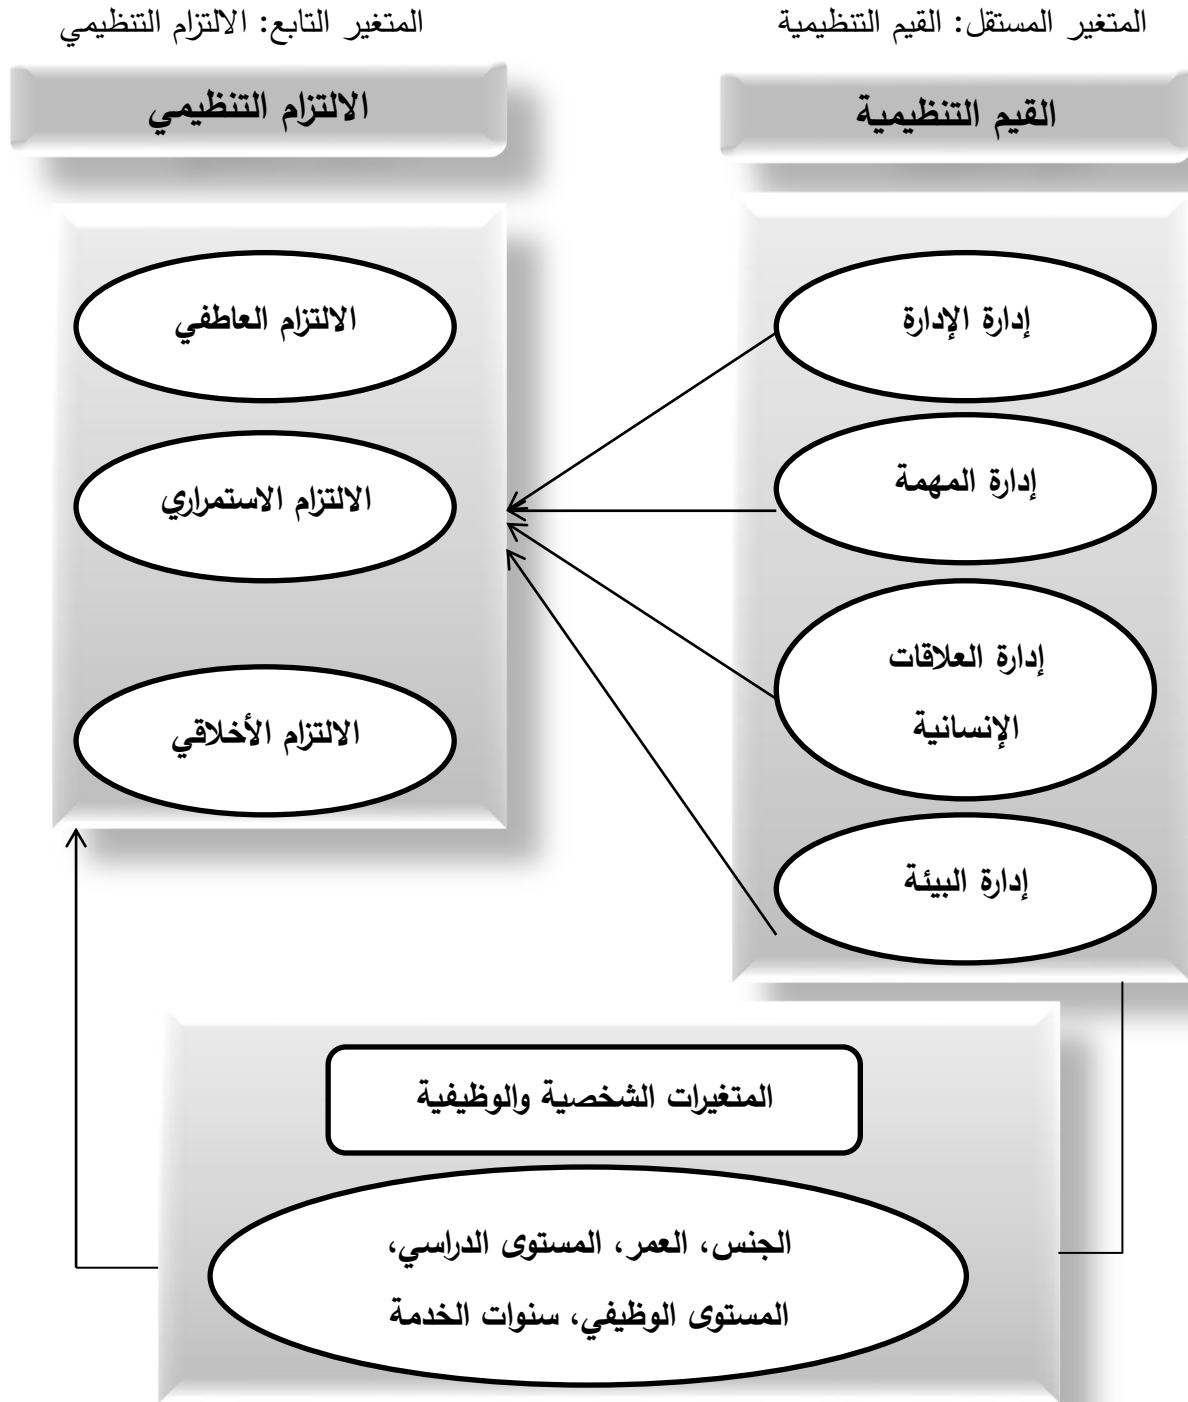 المتغير المستقل: القيم التنظيمية
المتغير التابع: الالتزام التنظيمي
القيم التنظيمية
الالتزام التنظيمي
إدارة الإدارة
إدارة المهمة
إدارة العلاقات
الإنسانية
إدارة البيئة
الالتزام العاطفي
الالتزام الاستمراري
الالتزام الأخلاقي
المتغيرات الشخصية والوظيفية
الجنس، العمر، المستوى الدراسي،
المستوى الوظيفي، سنوات الخدمة